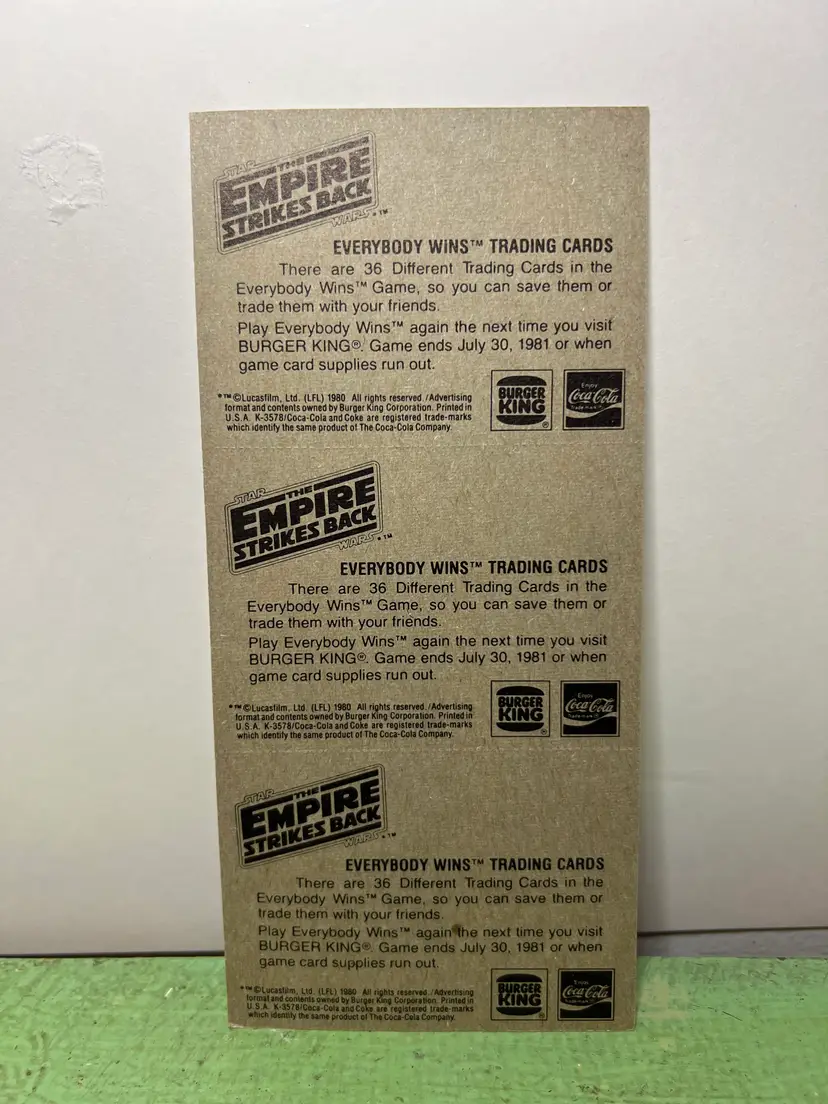 STAR
THE
EMPIRE
STRIKES BACK
WARS *™
EVERYBODY WINS™ TRADING CARDS
There are 36 Different Trading Cards in the
Everybody Wins™ Game, so you can save them or
trade them with your friends.
Play Everybody Wins™ again the next time you visit
BURGER KING®. Game ends July 30, 1981 or when
game card supplies run out.
*™©Lucasfilm, Ltd. (LFL) 1980 All rights reserved./Advertising
format and contents owned by Burger King Corporation. Printed in
U.S.A. K-3578/Coca-Cola and Coke are registered trade-marks
which identify the same product of The Coca-Cola Company.
BURGER
KING®
Enjoy
Coca-Cola
Trade-mark ®
STAR
THE
EMPIRE
STRIKES BACK
WARS *™
EVERYBODY WINS™ TRADING CARDS
There are 36 Different Trading Cards in the
Everybody Wins™ Game, so you can save them or
trade them with your friends.
Play Everybody Wins™ again the next time you visit
BURGER KING®. Game ends July 30, 1981 or when
game card supplies run out.
*™©Lucasfilm, Ltd. (LFL) 1980 All rights reserved./Advertising
format and contents owned by Burger King Corporation. Printed in
U.S.A. K-3578/Coca-Cola and Coke are registered trade-marks
which identify the same product of The Coca-Cola Company.
BURGER
KING®
Enjoy
Coca-Cola
Trade-mark ®
STAR
THE
EMPIRE
STRIKES BACK
WARS *™
EVERYBODY WINS™ TRADING CARDS
There are 36 Different Trading Cards in the
Everybody Wins™ Game, so you can save them or
trade them with your friends.
Play Everybody Wins™ again the next time you visit
BURGER KING®. Game ends July 30, 1981 or when
game card supplies run out.
*™©Lucasfilm, Ltd. (LFL) 1980 All rights reserved./Advertising
format and contents owned by Burger King Corporation. Printed in
U.S.A. K-3578/Coca-Cola and Coke are registered trade-marks
which identify the same product of The Coca-Cola Company.
BURGER
KING®
Enjoy
Coca-Cola
Trade-mark ®